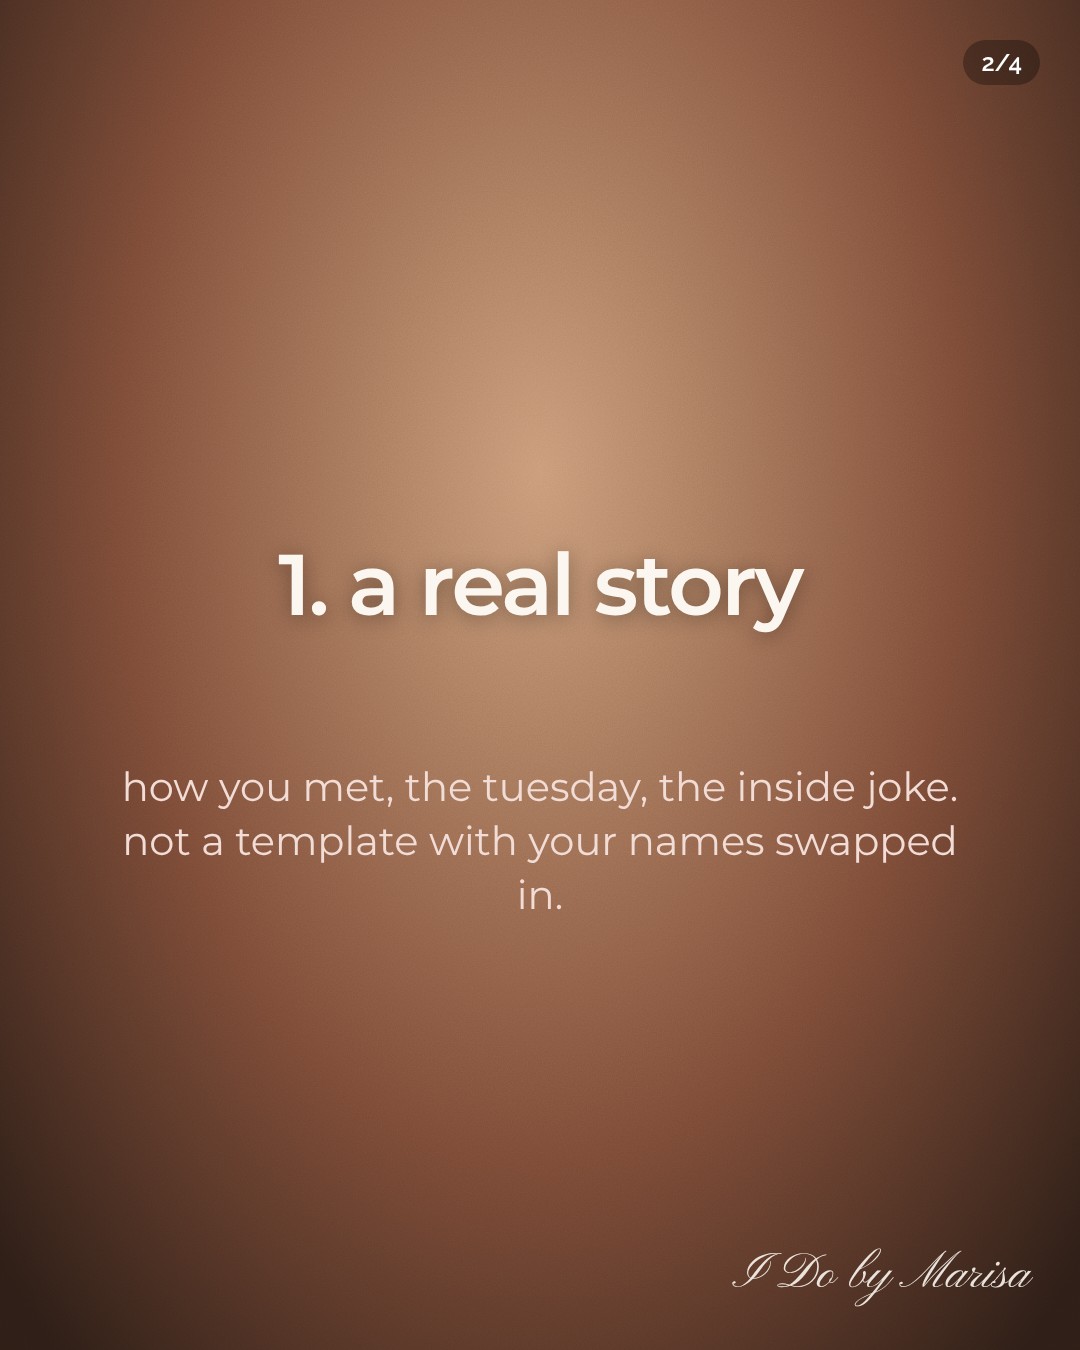 2/4
1. a real story
how you met, the tuesday, the inside joke.
not a template with your names swapped
in.
I Do by Marisa